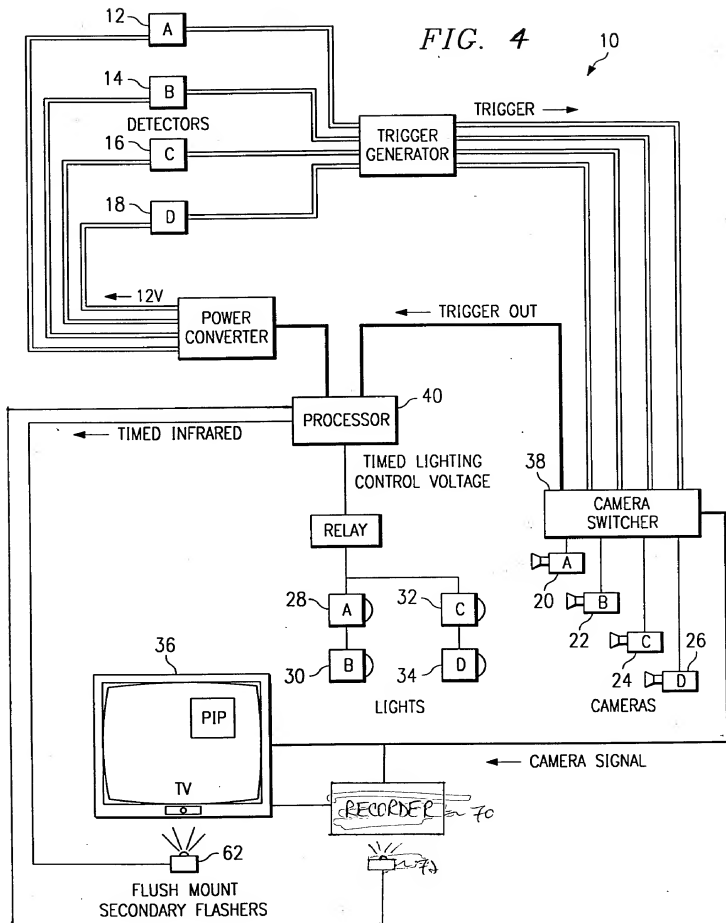 FIG. 4
10
12
A
14
B
DETECTORS
16
C
18
D
TRIGGER
GENERATOR
TRIGGER →
← 12V
POWER
CONVERTER
← TRIGGER OUT
PROCESSOR
40
← TIMED INFRARED
TIMED LIGHTING
CONTROL VOLTAGE
RELAY
38
CAMERA
SWITCHER
A
20
B
22
C
24
D
26
CAMERAS
28
A
30
B
32
C
34
D
LIGHTS
36
PIP
TV
← CAMERA SIGNAL
RECORDER
70
62
FLUSH MOUNT
SECONDARY FLASHERS
72